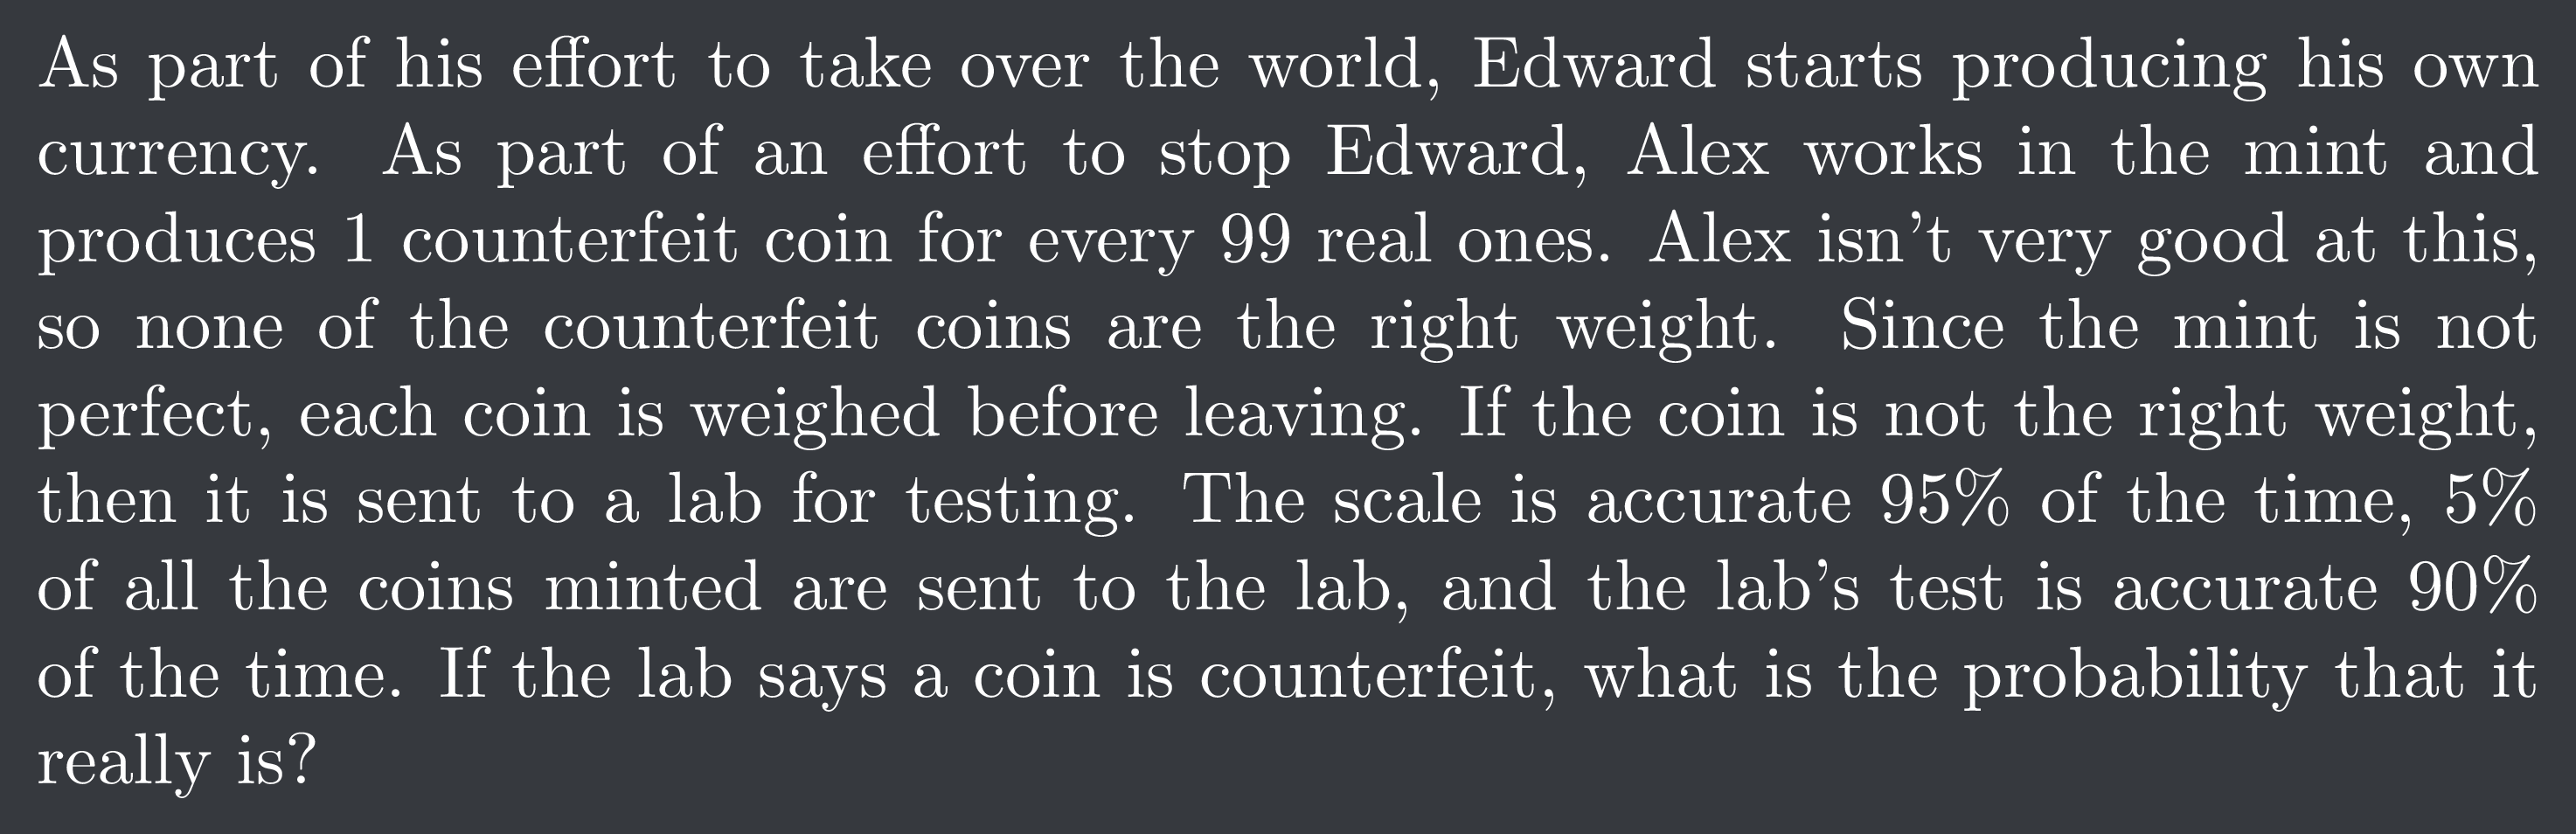 As part of his effort to take over the world, Edward starts producing his own
currency. As part of an effort to stop Edward, Alex works in the mint and
produces 1 counterfeit coin for every 99 real ones. Alex isn't very good at this,
so none of the counterfeit coins are the right weight. Since the mint is not
perfect, each coin is weighed before leaving. If the coin is not the right weight,
then it is sent to a lab for testing. The scale is accurate 95% of the time, 5%
of all the coins minted are sent to the lab, and the lab's test is accurate 90%
of the time. If the lab says a coin is counterfeit, what is the probability that it
really is?